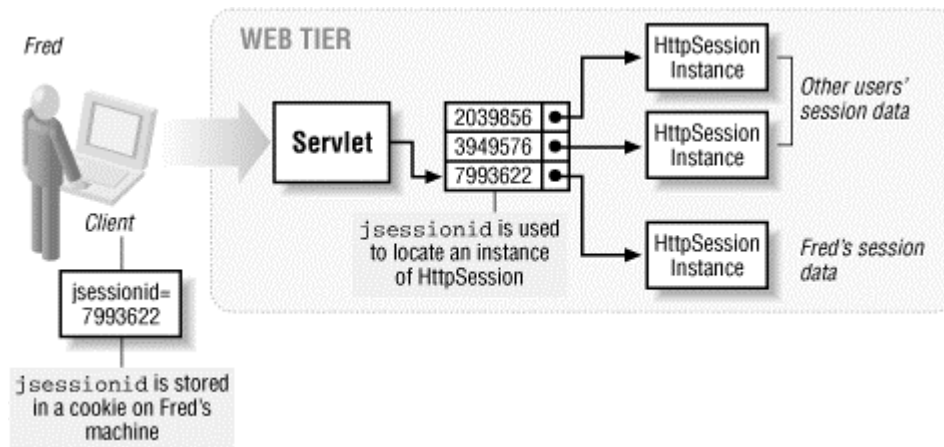 Fred
WEB TIER
HttpSession
Instance
Other users'
session data
Servlet
2039856
3949576
7993622
HttpSession
Instance
Client
jsessionid is used
to locate an instance
of HttpSession
HttpSession
Instance
Fred's session
data
jsessionid=
7993622
jsessionid is stored
in a cookie on Fred's
machine